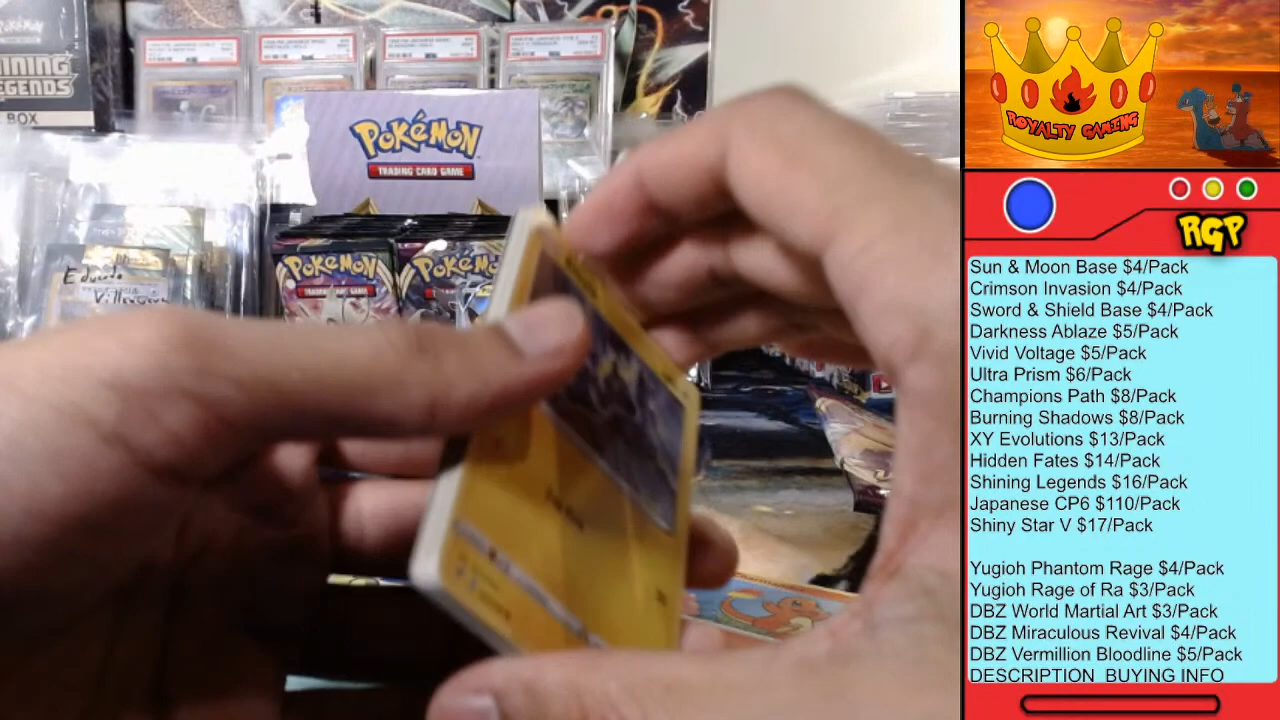 SHINING
LEGENDS
BOX
POKÉMON
TRADING CARD GAME
POKÉMON
TRADING CARD GAME
POKÉMON
Eduardo
ROYALTY GAMING
RGP
Sun & Moon Base $4/Pack
Crimson Invasion $4/Pack
Sword & Shield Base $4/Pack
Darkness Ablaze $5/Pack
Vivid Voltage $5/Pack
Ultra Prism $6/Pack
Champions Path $8/Pack
Burning Shadows $8/Pack
XY Evolutions $13/Pack
Hidden Fates $14/Pack
Shining Legends $16/Pack
Japanese CP6 $110/Pack
Shiny Star V $17/Pack
Yugioh Phantom Rage $4/Pack
Yugioh Rage of Ra $3/Pack
DBZ World Martial Art $3/Pack
DBZ Miraculous Revival $4/Pack
DBZ Vermillion Bloodline $5/Pack
DESCRIPTION BUYING INFO